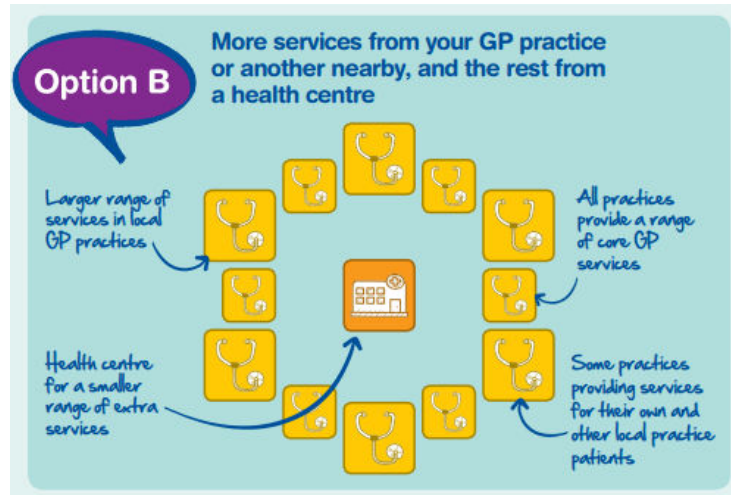 Option B
More services from your GP practice
or another nearby, and the rest from
a health centre
Larger range of
services in local
GP practices
All practices
provide a range
of core GP
services
Health centre
for a smaller
range of extra
services
Some practices
providing services
for their own and
other local practice
patients